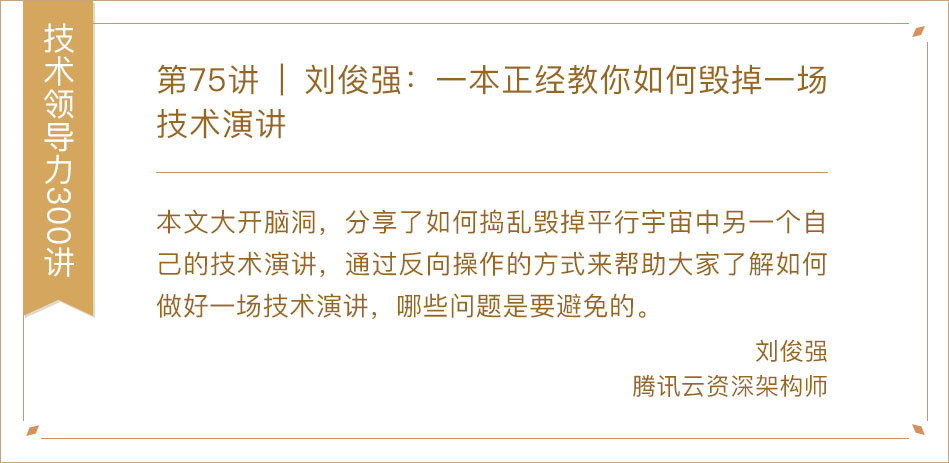 技术领导力300讲
第75讲 | 刘俊强：一本正经教你如何毁掉一场
技术演讲
本文大开脑洞，分享了如何捣乱毁掉平行宇宙中另一个自
己的技术演讲，通过反向操作的方式来帮助大家了解如何
做好一场技术演讲，哪些问题是要避免的。
刘俊强
腾讯云资深架构师